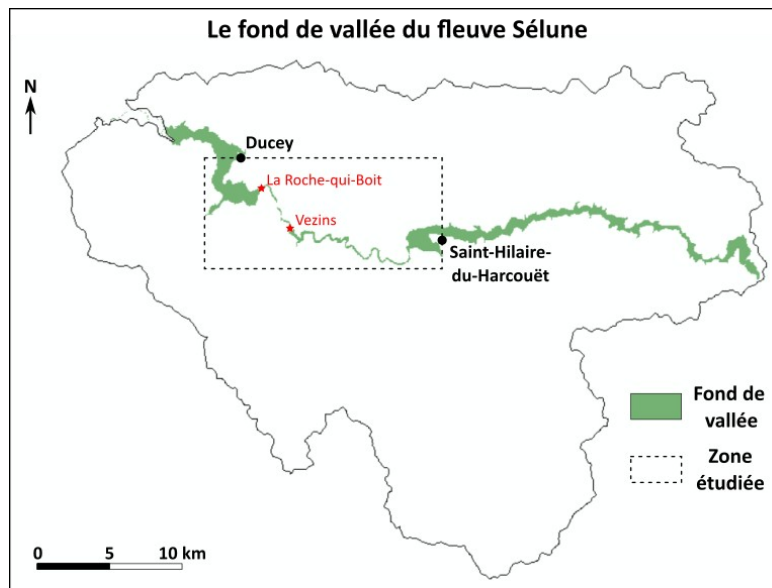 Le fond de vallée du fleuve Sélune
N
Ducey
La Roche-qui-Boit
Vezins
Saint-Hilaire-
du-Harcouët
Fond de
vallée
Zone
étudiée
0 5 10 km